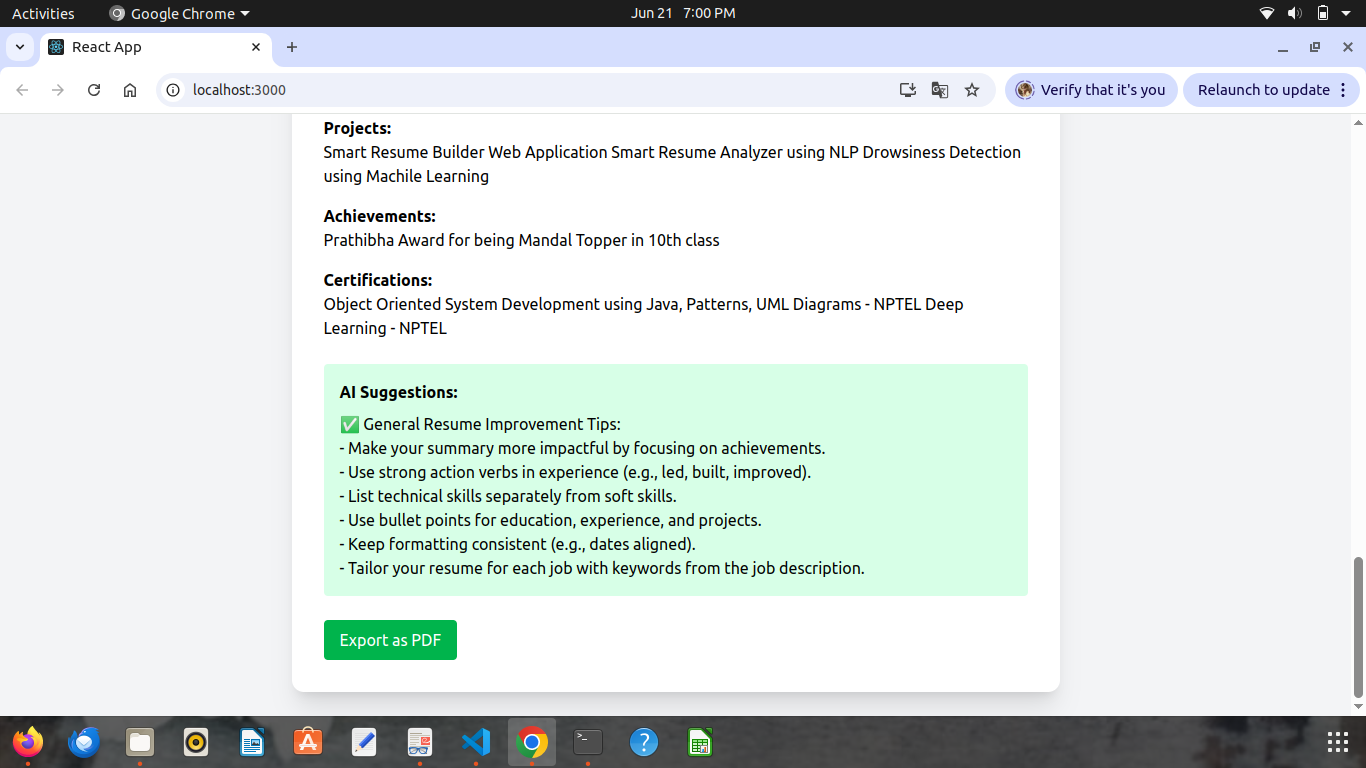 Activities
Google Chrome
Jun 21 7:00 PM
React App
localhost:3000
Verify that it's you
Relaunch to update
Projects:
Smart Resume Builder Web Application Smart Resume Analyzer using NLP Drowsiness Detection
using Machile Learning
Achievements:
Prathibha Award for being Mandal Topper in 10th class
Certifications:
Object Oriented System Development using Java, Patterns, UML Diagrams - NPTEL Deep
Learning - NPTEL
AI Suggestions:
✅ General Resume Improvement Tips:
- Make your summary more impactful by focusing on achievements.
- Use strong action verbs in experience (e.g., led, built, improved).
- List technical skills separately from soft skills.
- Use bullet points for education, experience, and projects.
- Keep formatting consistent (e.g., dates aligned).
- Tailor your resume for each job with keywords from the job description.
Export as PDF